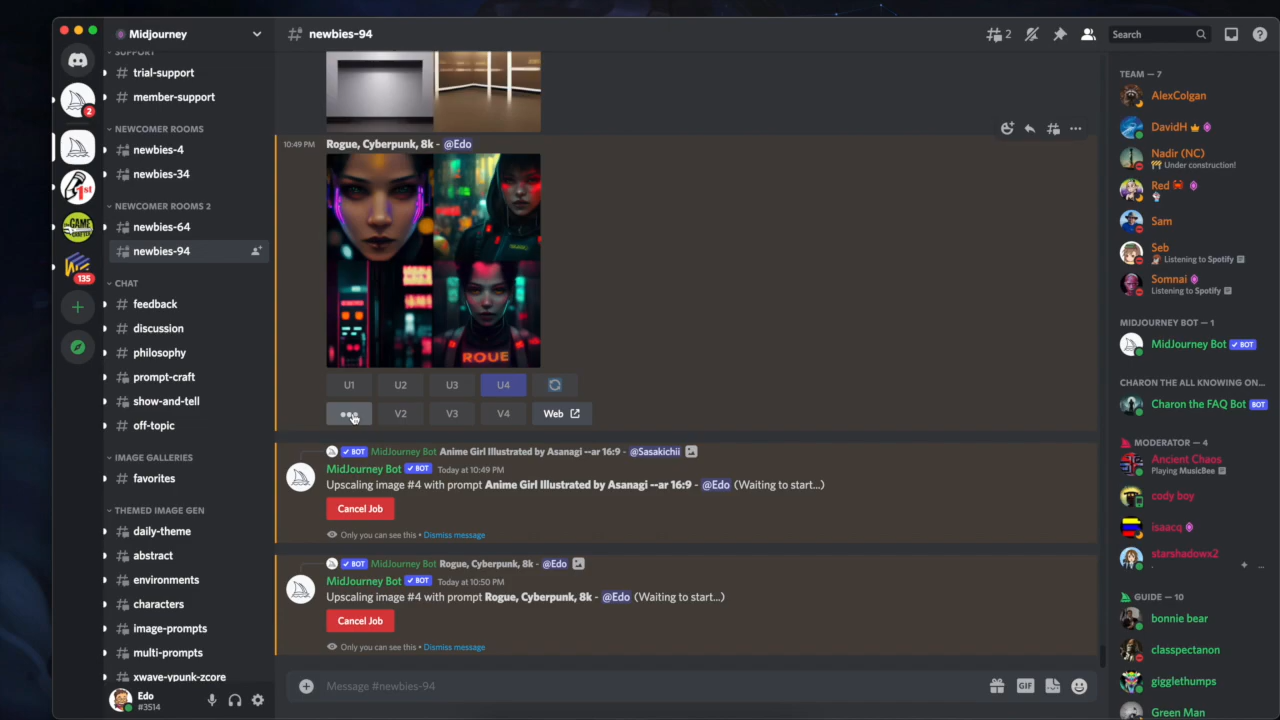 Midjourney
newbies-94
2
Search
SUPPORT
trial-support
member-support
NEWCOMER ROOMS
newbies-4
newbies-34
NEWCOMER ROOMS 2
newbies-64
newbies-94
CHAT
feedback
discussion
philosophy
prompt-craft
show-and-tell
off-topic
IMAGE GALLERIES
favorites
THEMED IMAGE GEN
daily-theme
abstract
environments
characters
image-prompts
multi-prompts
xwave-ypunk-zcore
Edo
#3514
2
1st
THE GAME CRAFTER
135
10:49 PM
Rogue, Cyberpunk, 8k - @Edo
ROUE
U1 U2 U3 U4
V2 V3 V4 Web
BOT MidJourney Bot Anime Girl Illustrated by Asanagi --ar 16:9 - @Sasakichii
MidJourney Bot BOT Today at 10:49 PM
Upscaling image #4 with prompt Anime Girl Illustrated by Asanagi --ar 16:9 - @Edo (Waiting to start...)
Cancel Job
Only you can see this • Dismiss message
BOT MidJourney Bot Rogue, Cyberpunk, 8k - @Edo
MidJourney Bot BOT Today at 10:50 PM
Upscaling image #4 with prompt Rogue, Cyberpunk, 8k - @Edo (Waiting to start...)
Cancel Job
Only you can see this • Dismiss message
Message #newbies-94
GIF
TEAM — 7
AlexColgan
DavidH
Nadir (NC)
Under construction!
Red
Sam
Seb
Listening to Spotify
Somnai
Listening to Spotify
MIDJOURNEY BOT — 1
MidJourney Bot BOT
CHARON THE ALL KNOWING ON...
Charon the FAQ Bot BOT
MODERATOR — 4
Ancient Chaos
Playing MusicBee
cody boy
isaacq
starshadowx2
GUIDE — 10
bonnie bear
classpectanon
gigglethumps
Green Man